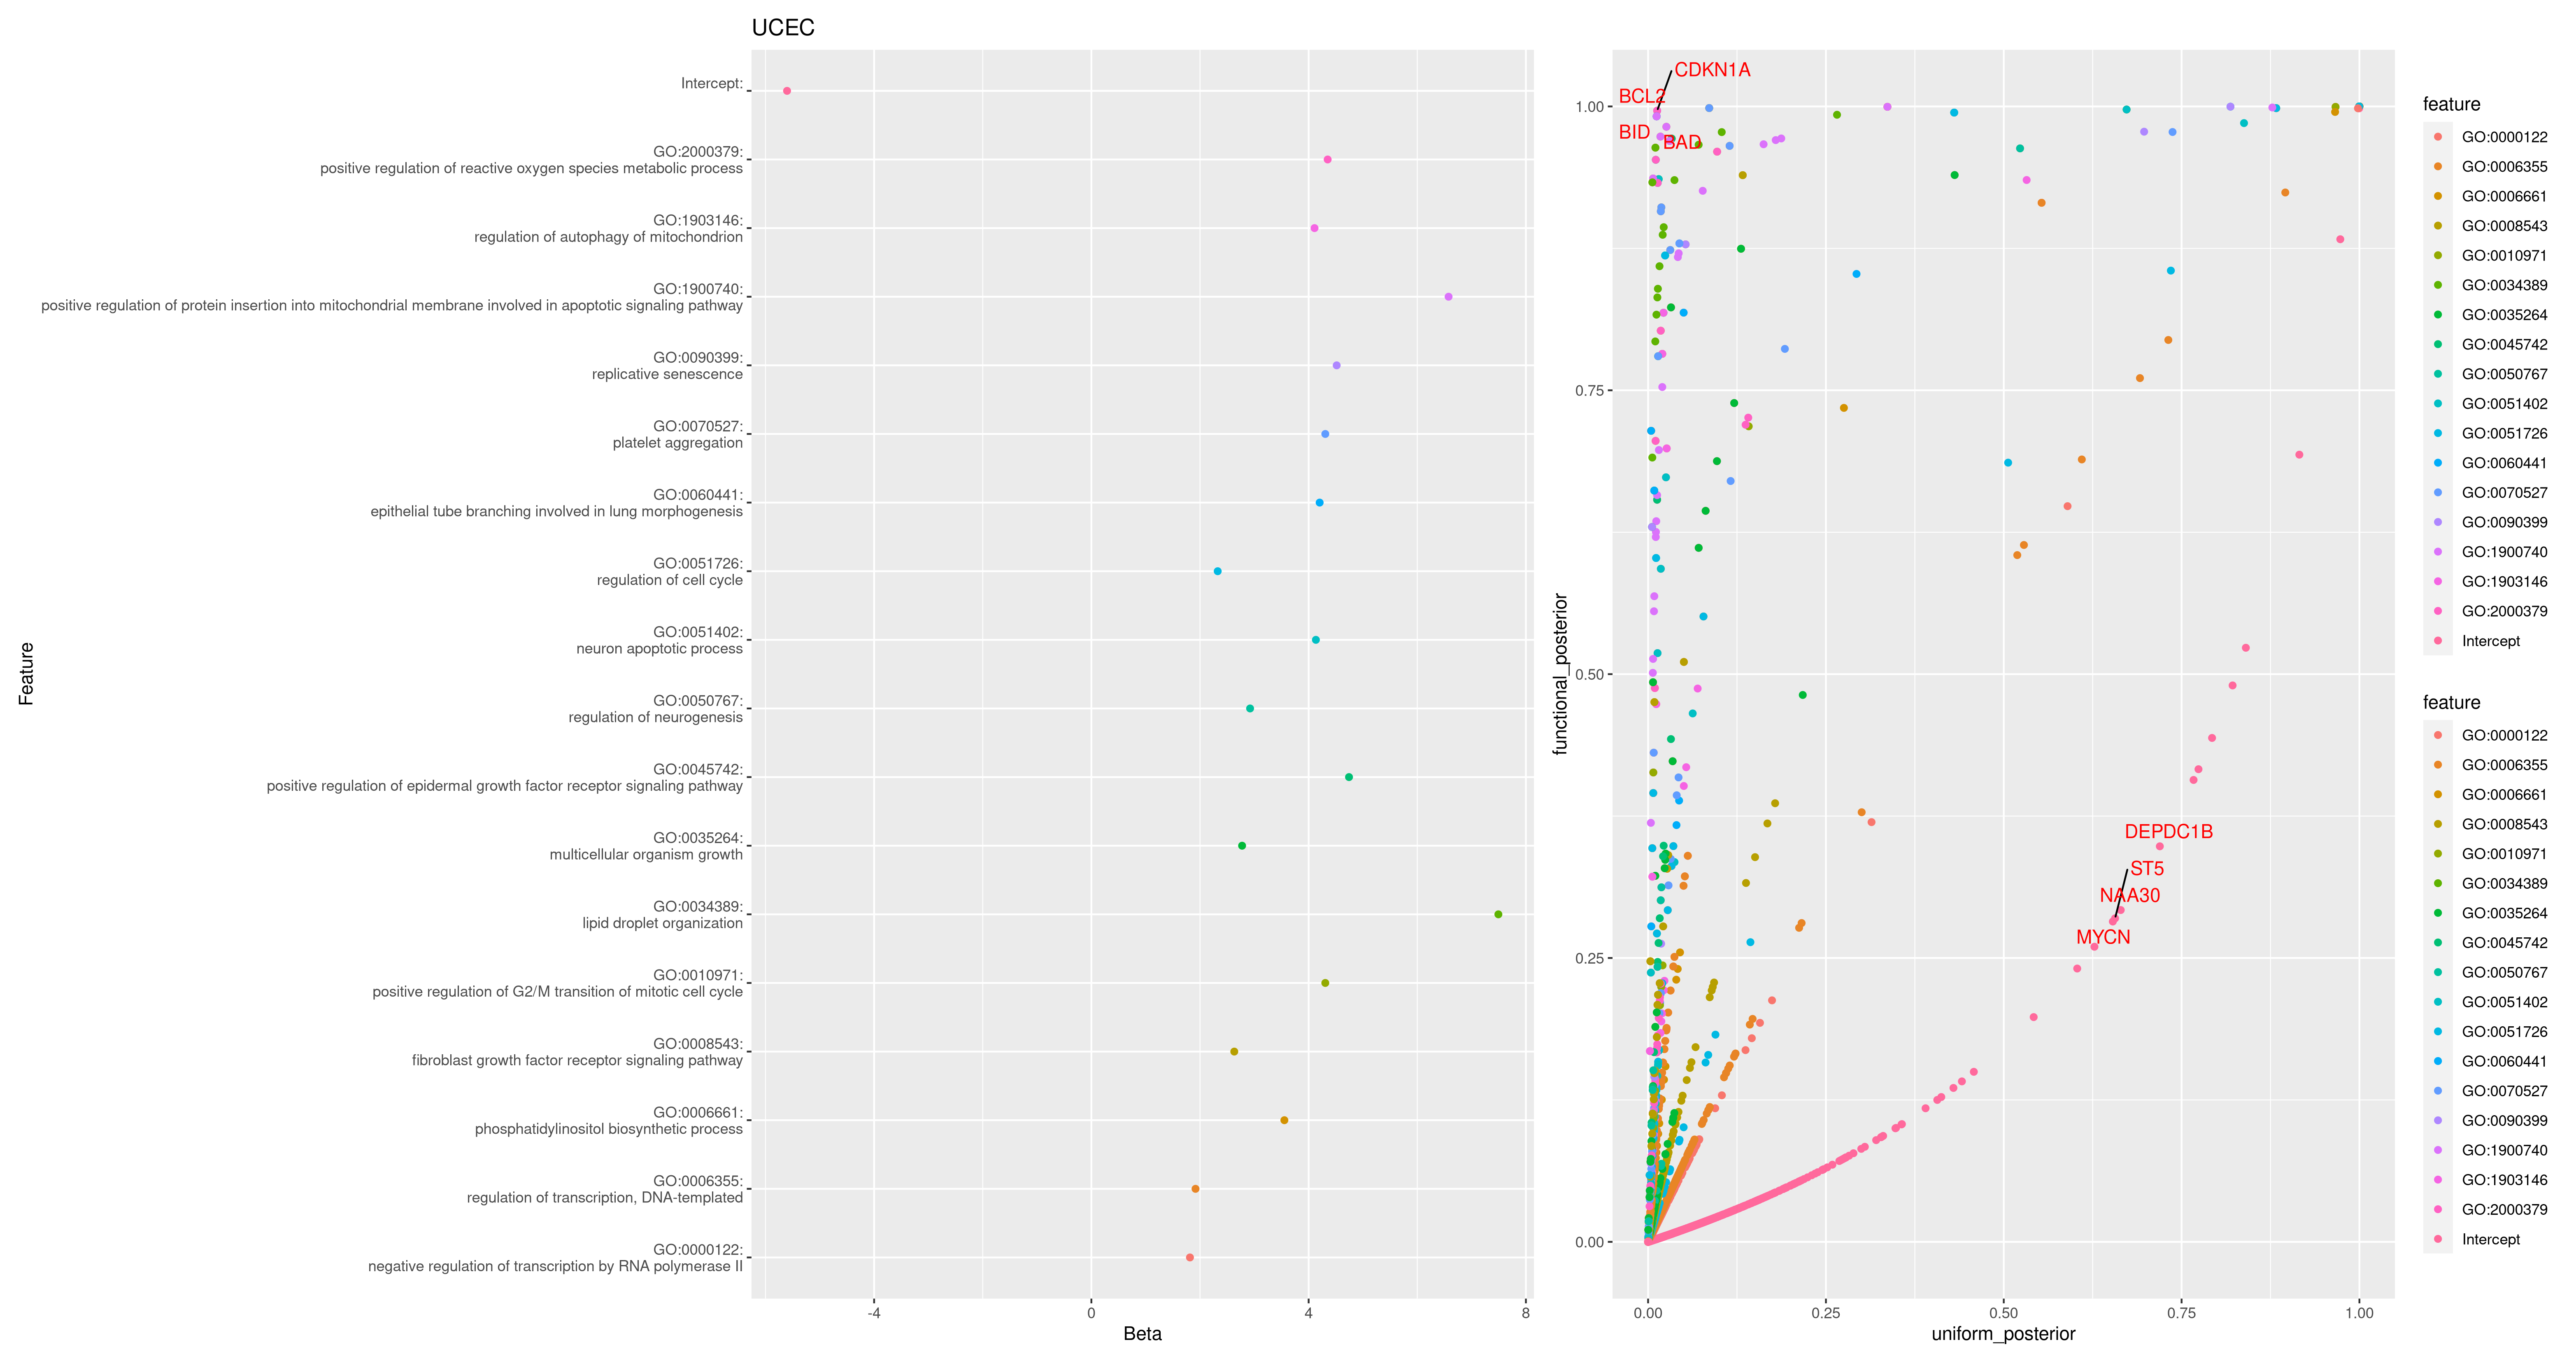 UCEC
Feature
Intercept:
GO:2000379:
positive regulation of reactive oxygen species metabolic process
GO:1903146:
regulation of autophagy of mitochondrion
GO:1900740:
positive regulation of protein insertion into mitochondrial membrane involved in apoptotic signaling pathway
GO:0090399:
replicative senescence
GO:0070527:
platelet aggregation
GO:0060441:
epithelial tube branching involved in lung morphogenesis
GO:0051726:
regulation of cell cycle
GO:0051402:
neuron apoptotic process
GO:0050767:
regulation of neurogenesis
GO:0045742:
positive regulation of epidermal growth factor receptor signaling pathway
GO:0035264:
multicellular organism growth
GO:0034389:
lipid droplet organization
GO:0010971:
positive regulation of G2/M transition of mitotic cell cycle
GO:0008543:
fibroblast growth factor receptor signaling pathway
GO:0006661:
phosphatidylinositol biosynthetic process
GO:0006355:
regulation of transcription, DNA-templated
GO:0000122:
negative regulation of transcription by RNA polymerase II
-4 0 4 8
Beta
functional_posterior
1.00
0.75
0.50
0.25
0.00
CDKN1A
BCL2
BID
BAD
DEPDC1B
ST5
NAA30
MYCN
0.00 0.25 0.50 0.75 1.00
uniform_posterior
feature
GO:0000122
GO:0006355
GO:0006661
GO:0008543
GO:0010971
GO:0034389
GO:0035264
GO:0045742
GO:0050767
GO:0051402
GO:0051726
GO:0060441
GO:0070527
GO:0090399
GO:1900740
GO:1903146
GO:2000379
Intercept
feature
GO:0000122
GO:0006355
GO:0006661
GO:0008543
GO:0010971
GO:0034389
GO:0035264
GO:0045742
GO:0050767
GO:0051402
GO:0051726
GO:0060441
GO:0070527
GO:0090399
GO:1900740
GO:1903146
GO:2000379
Intercept